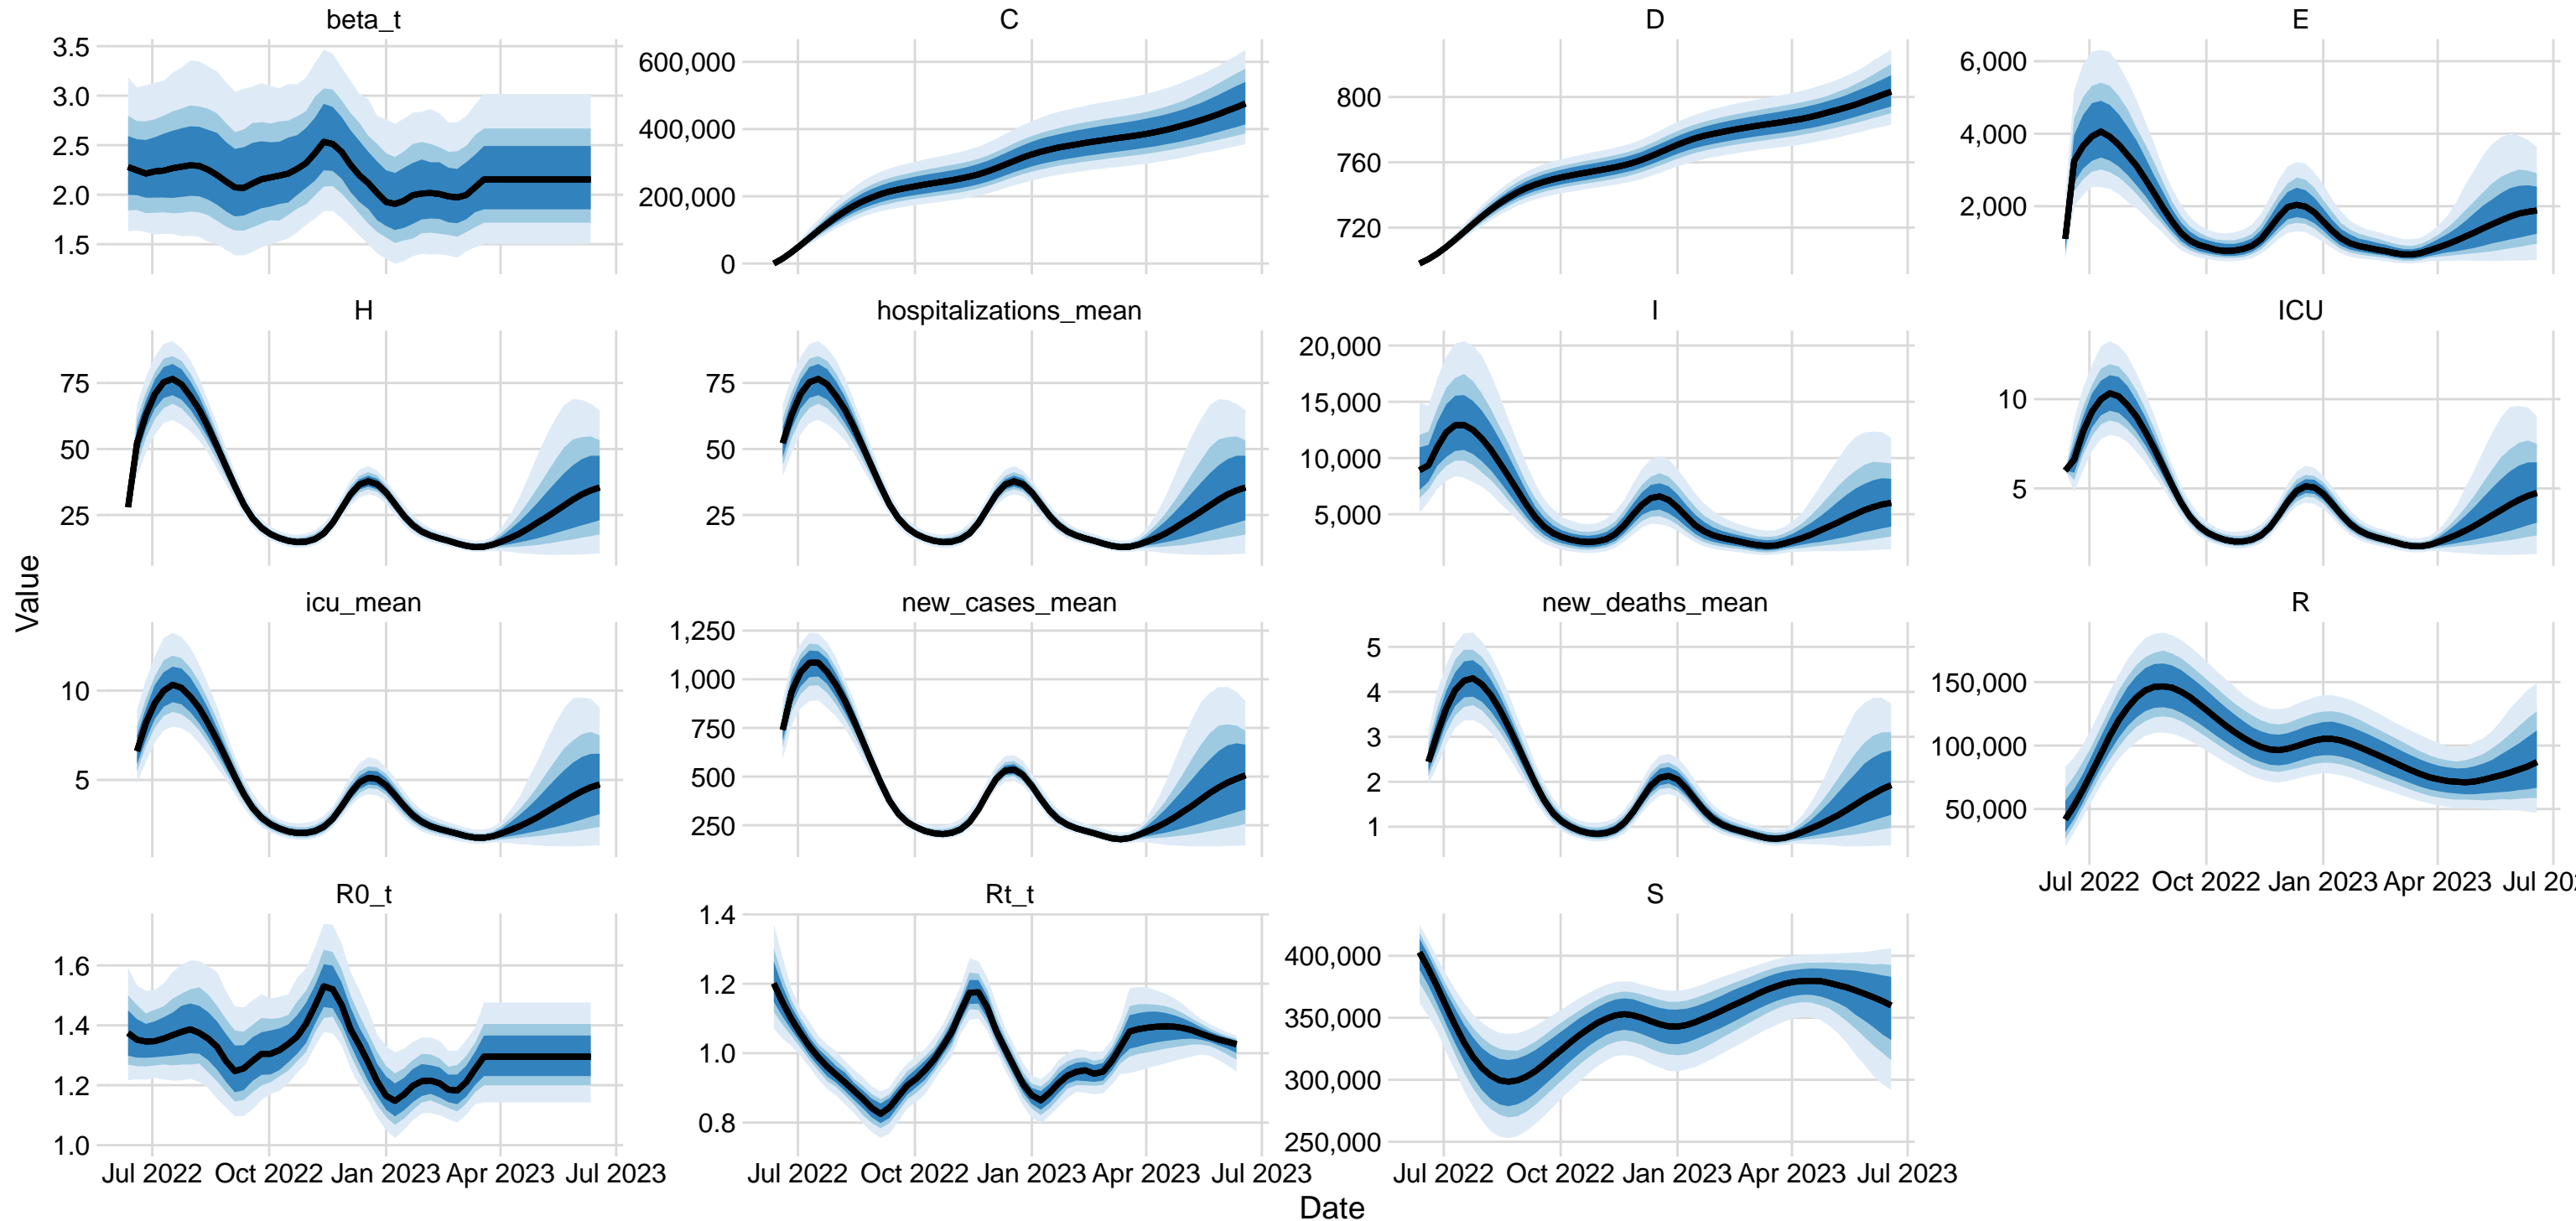 beta_t
C
D
E
3.5
3.0
2.5
2.0
1.5
600,000
400,000
200,000
0
800
760
720
6,000
4,000
2,000
H
hospitalizations_mean
I
ICU
75
50
25
75
50
25
20,000
15,000
10,000
5,000
10
5
Value
icu_mean
new_cases_mean
new_deaths_mean
R
10
5
1,250
1,000
750
500
250
5
4
3
2
1
150,000
100,000
50,000
Jul 2022 Oct 2022 Jan 2023 Apr 2023 Jul 202
R0_t
Rt_t
S
1.6
1.4
1.2
1.0
1.4
1.2
1.0
0.8
400,000
350,000
300,000
250,000
Jul 2022 Oct 2022 Jan 2023 Apr 2023 Jul 2023
Jul 2022 Oct 2022 Jan 2023 Apr 2023 Jul 2023
Jul 2022 Oct 2022 Jan 2023 Apr 2023 Jul 2023
Date